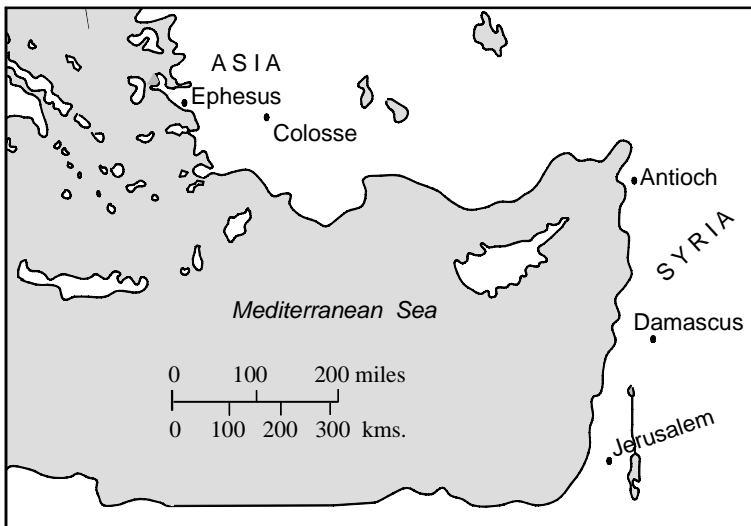 ASIA
Ephesus
Colosse
Antioch
SYRIA
Mediterranean Sea
Damascus
0 100 200 miles
0 100 200 300 kms.
Jerusalem